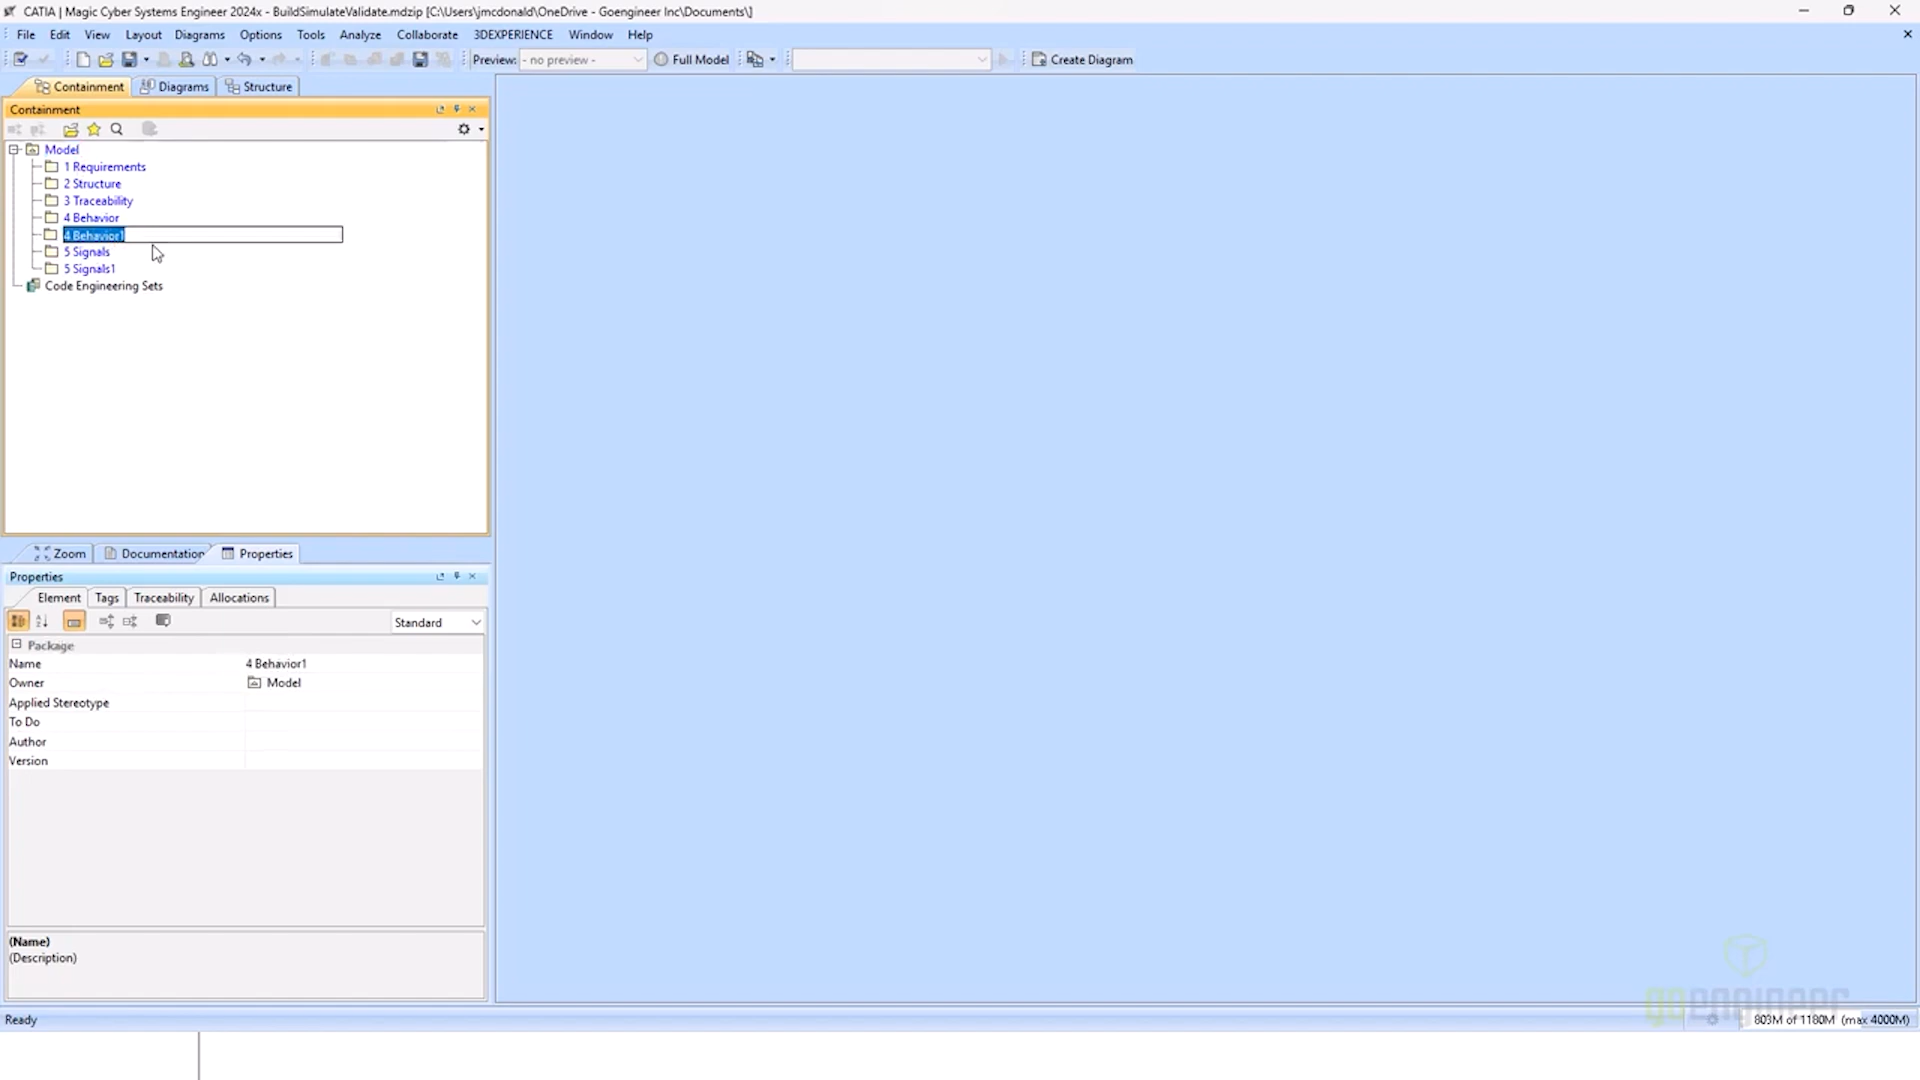 CATIA | Magic Cyber Systems Engineer 2024x - BuildSimulateValidate.mdzip [C:\Users\jmcdonald\OneDrive - Goengineer Inc\Documents\]
File Edit View Layout Diagrams Options Tools Analyze Collaborate 3DEXPERIENCE Window Help
Preview: - no preview - Full Model Create Diagram
Containment Diagrams Structure
Containment
Model
1 Requirements
2 Structure
3 Traceability
4 Behavior
4 Behavior1
5 Signals
5 Signals1
Code Engineering Sets
Zoom Documentation Properties
Properties
Element Tags Traceability Allocations
Standard
Package
Name 4 Behavior1
Owner Model
Applied Stereotype
To Do
Author
Version
(Name)
(Description)
goengineer
Ready 803M of 1180M (max 4000M)